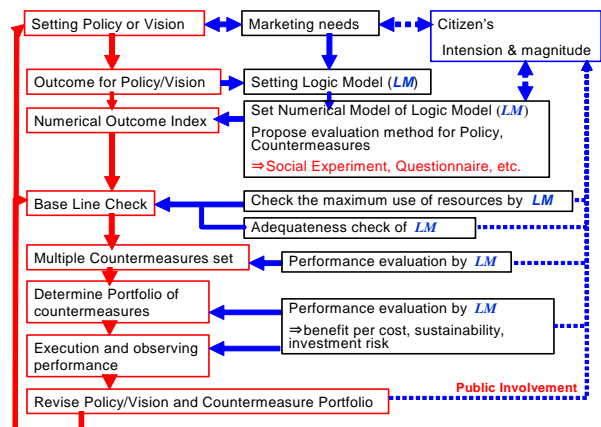 Setting Policy or Vision
Marketing needs
Citizen's
Intension & magnitude
Outcome for Policy/Vision
Setting Logic Model (LM)
Numerical Outcome Index
Set Numerical Model of Logic Model (LM)
Propose evaluation method for Policy,
Countermeasures
⇒Social Experiment, Questionnaire, etc.
Base Line Check
Check the maximum use of resources by LM
Adequateness check of LM
Multiple Countermeasures set
Performance evaluation by LM
Determine Portfolio of
countermeasures
Performance evaluation by LM
⇒benefit per cost, sustainability,
investment risk
Execution and observing
performance
Public Involvement
Revise Policy/Vision and Countermeasure Portfolio